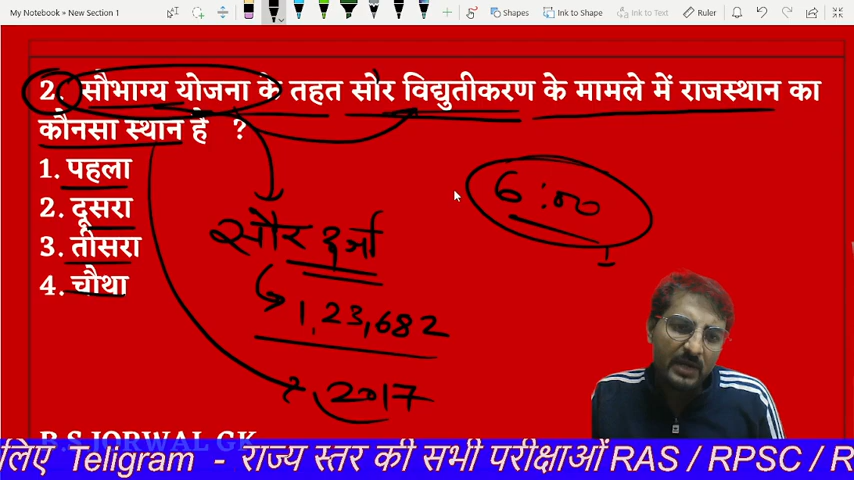 My Notebook » New Section 1
Shapes
Ink to Shape
Ink to Text
Ruler
2. सौभाग्य योजना के तहत सौर विद्युतीकरण के मामले में राजस्थान का
कौनसा स्थान है ?
1. पहला
2. दूसरा
3. तीसरा
4. चौथा
6:00
सौर
1,23,682
2017
B.S JORWAL GK
लिए Teligram - राज्य स्तर की सभी परीक्षाओं RAS / RPSC / R